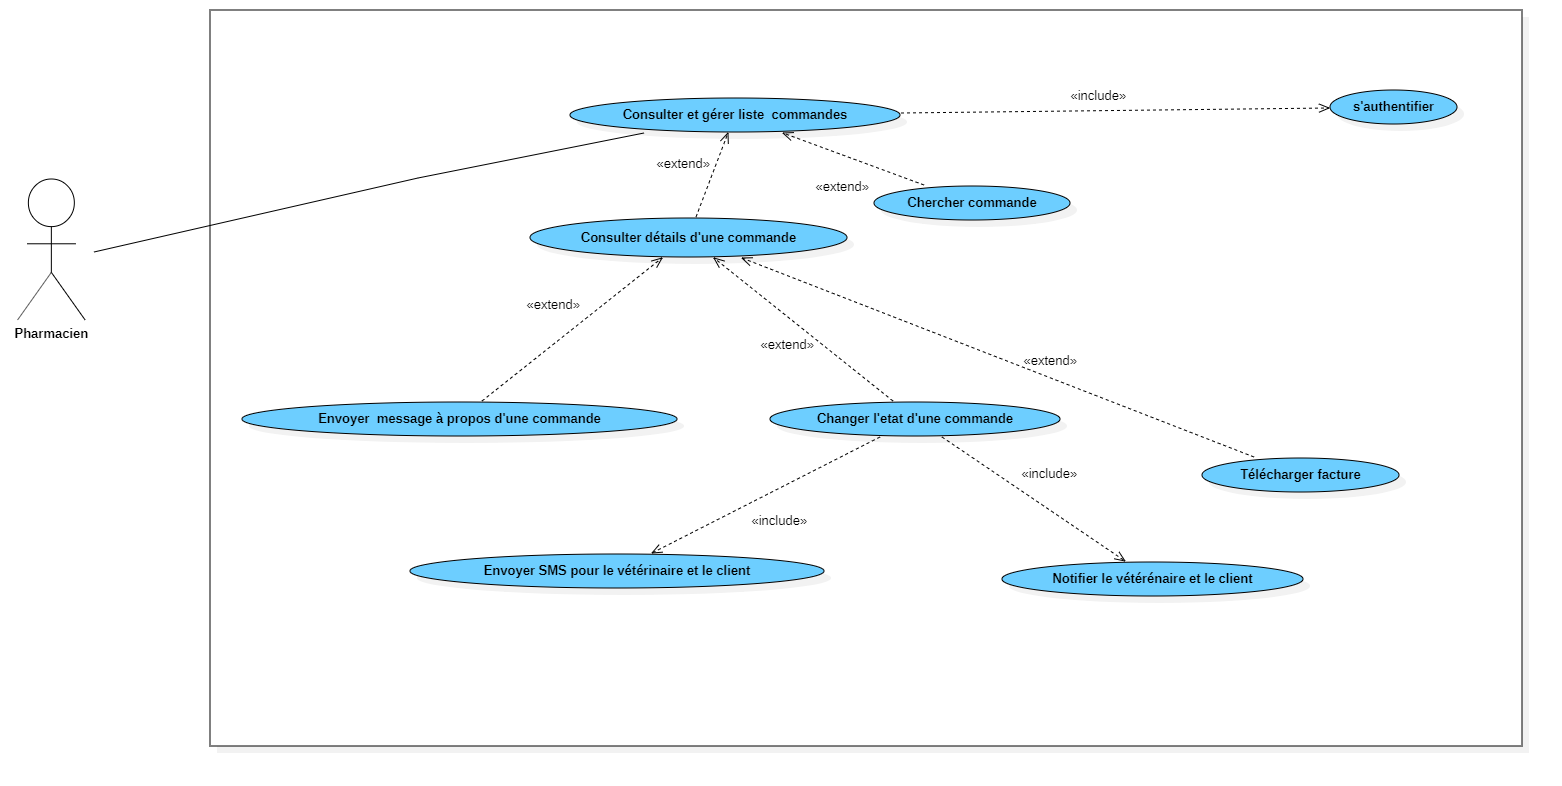 «include»
s'authentifier
Consulter et gérer liste  commandes
«extend»
«extend»
Chercher commande
Consulter détails d'une commande
Pharmacien
«extend»
«extend»
«extend»
Envoyer  message à propos d'une commande
Changer l'etat d'une commande
Télécharger facture
«include»
«include»
Envoyer SMS pour le vétérinaire et le client
Notifier le vétérénaire et le client